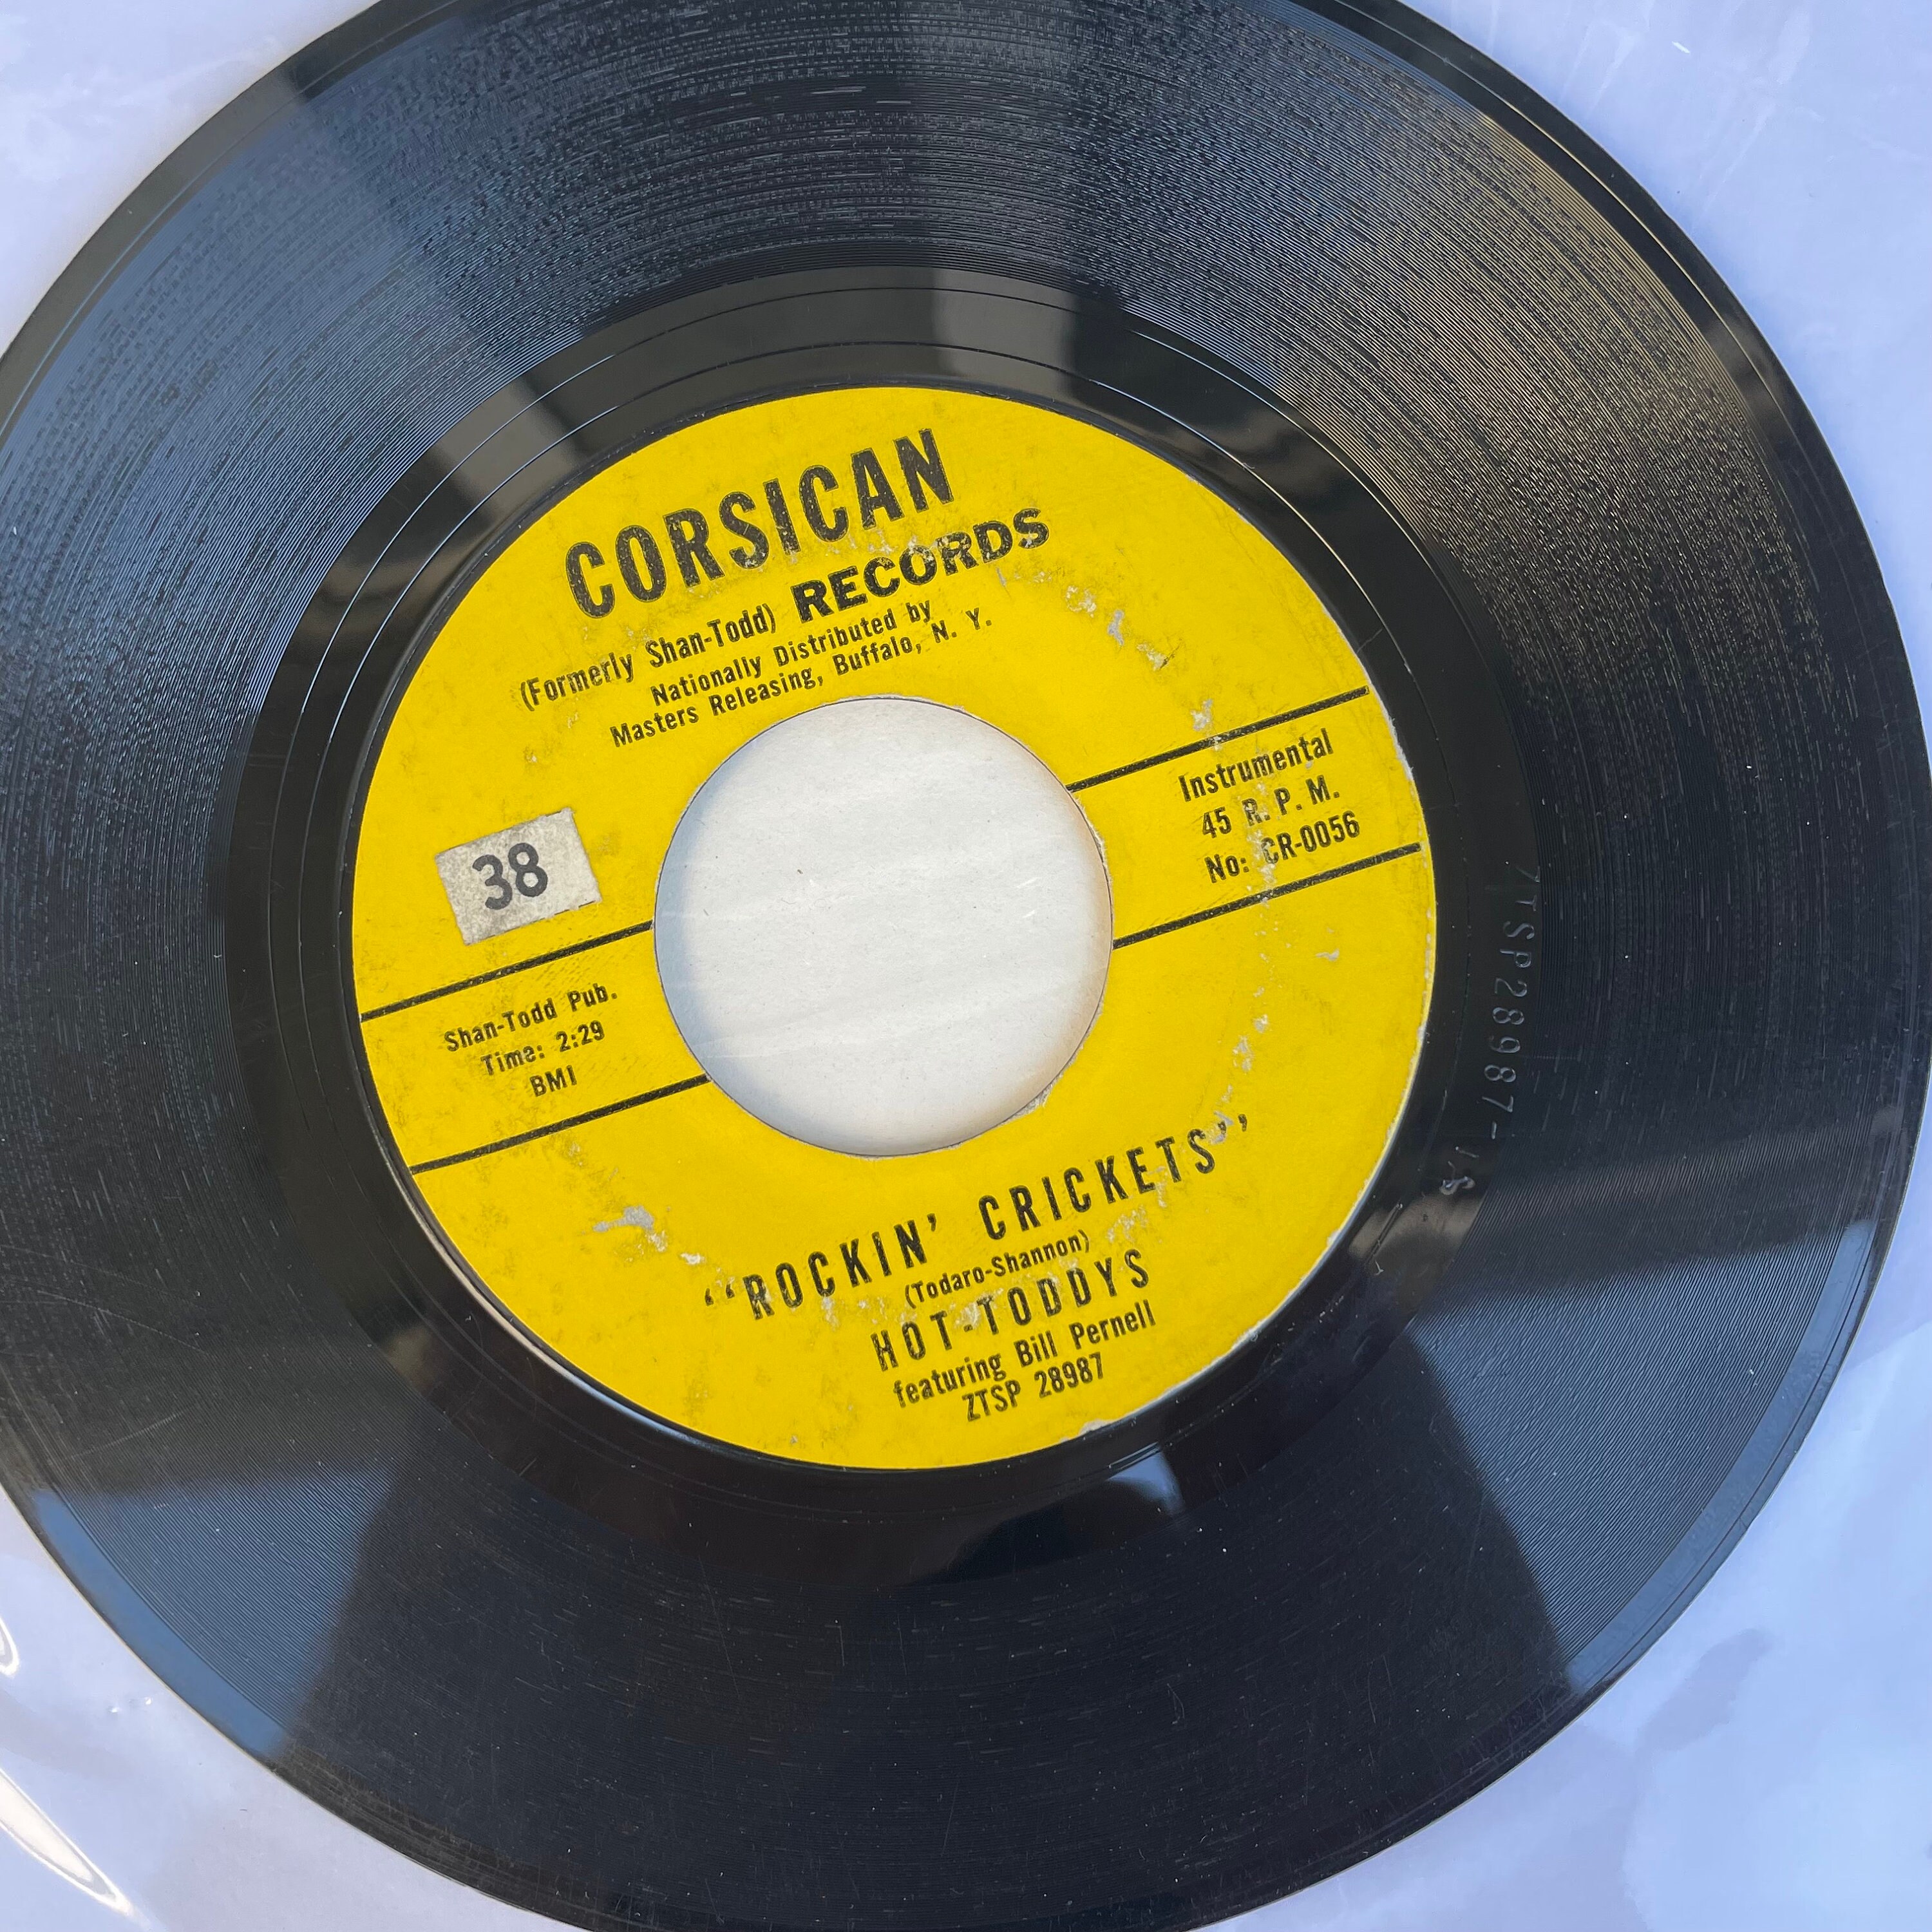 CORSICAN
(Formerly Shan-Todd) RECORDS
Nationally Distributed by
Masters Releasing, Buffalo, N. Y.
Instrumental
45 R. P. M.
No: CR-0056
38
Shan-Todd Pub.
Time: 2:29
BMI
“ROCKIN’ CRICKETS”
(Todaro-Shannon)
HOT-TODDYS
featuring Bill Pernell
ZTSP 28987
ZTSP28987-1S